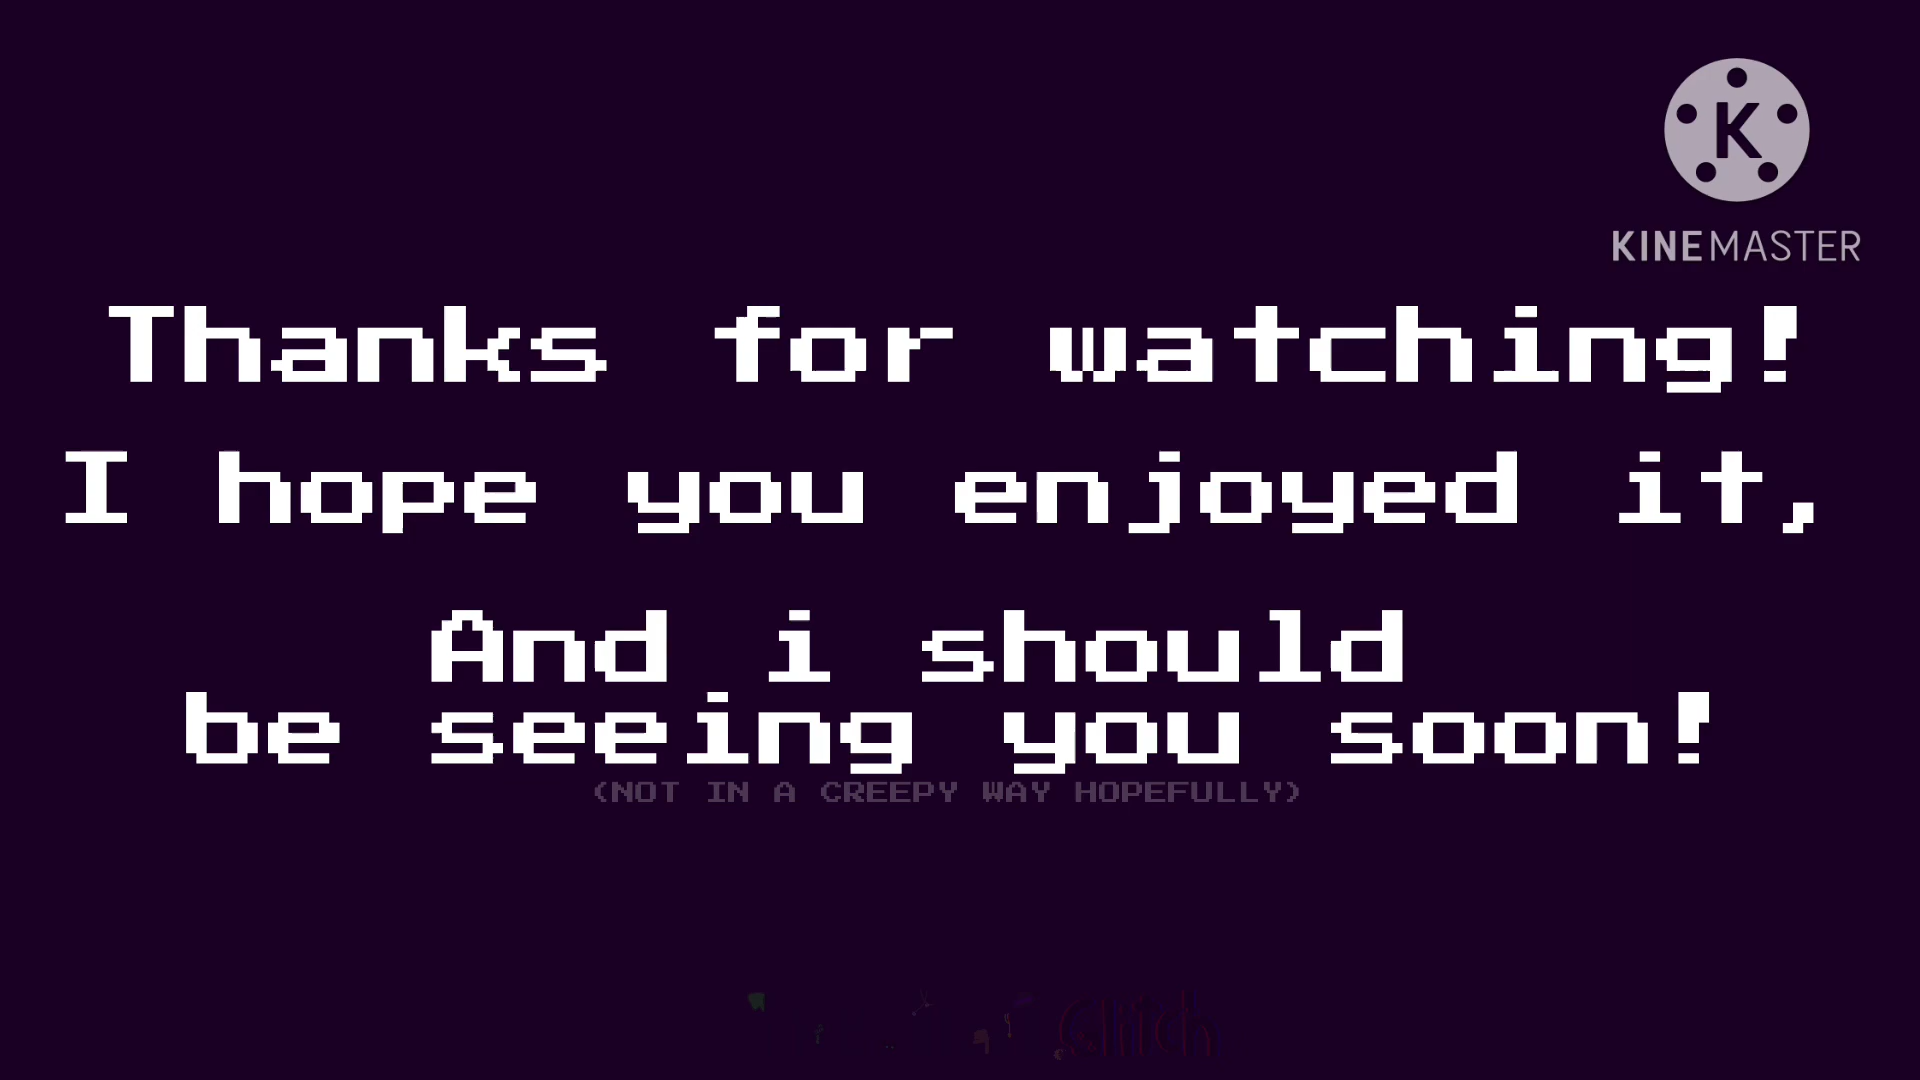 KINEMASTER
Thanks for watching!
I hope you enjoyed it,
And i should
be seeing you soon!
(NOT IN A CREEPY WAY HOPEFULLY)
Glitch